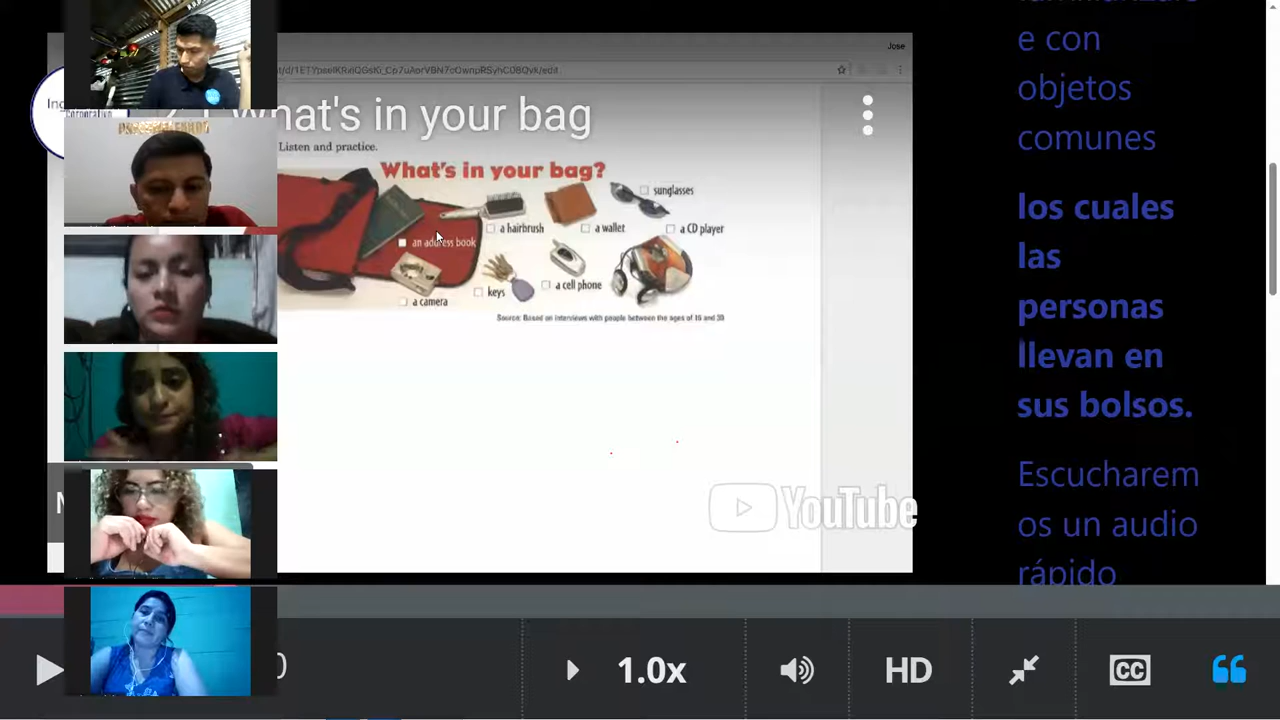 Jose
What's in your bag
Listen and practice.
What's in your bag?
sunglasses
a hairbrush
a wallet
a CD player
an address book
keys
a cell phone
a camera
Source: Based on interviews with people between the ages of 16 and 30
YouTube
e con
objetos
comunes
los cuales
las
personas
llevan en
sus bolsos.
Escucharem
os un audio
rápido
1.0x
HD
CC